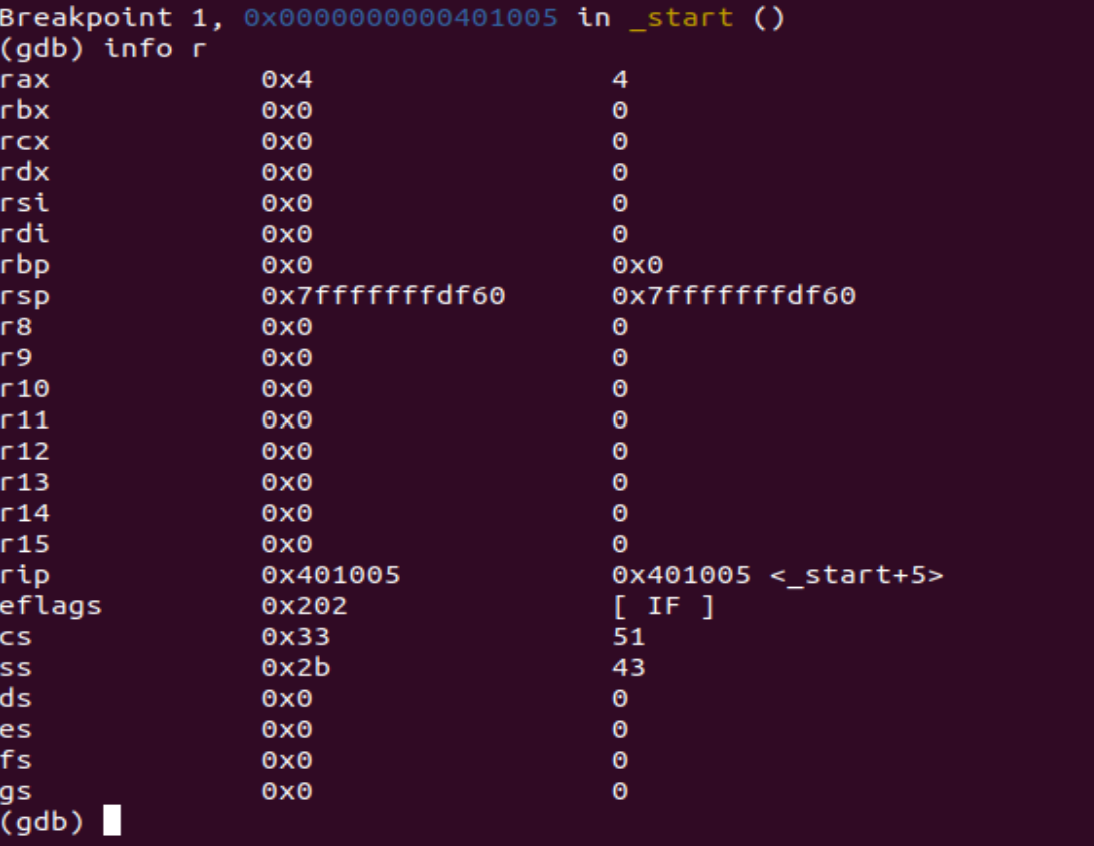 Breakpoint 1, 0x0000000000401005 in _start ()
(gdb) info r
rax 0x4 4
rbx 0x0 0
rcx 0x0 0
rdx 0x0 0
rsi 0x0 0
rdi 0x0 0
rbp 0x0 0x0
rsp 0x7fffffffdf60 0x7fffffffdf60
r8 0x0 0
r9 0x0 0
r10 0x0 0
r11 0x0 0
r12 0x0 0
r13 0x0 0
r14 0x0 0
r15 0x0 0
rip 0x401005 0x401005 <_start+5>
eflags 0x202 [ IF ]
cs 0x33 51
ss 0x2b 43
ds 0x0 0
es 0x0 0
fs 0x0 0
gs 0x0 0
(gdb)